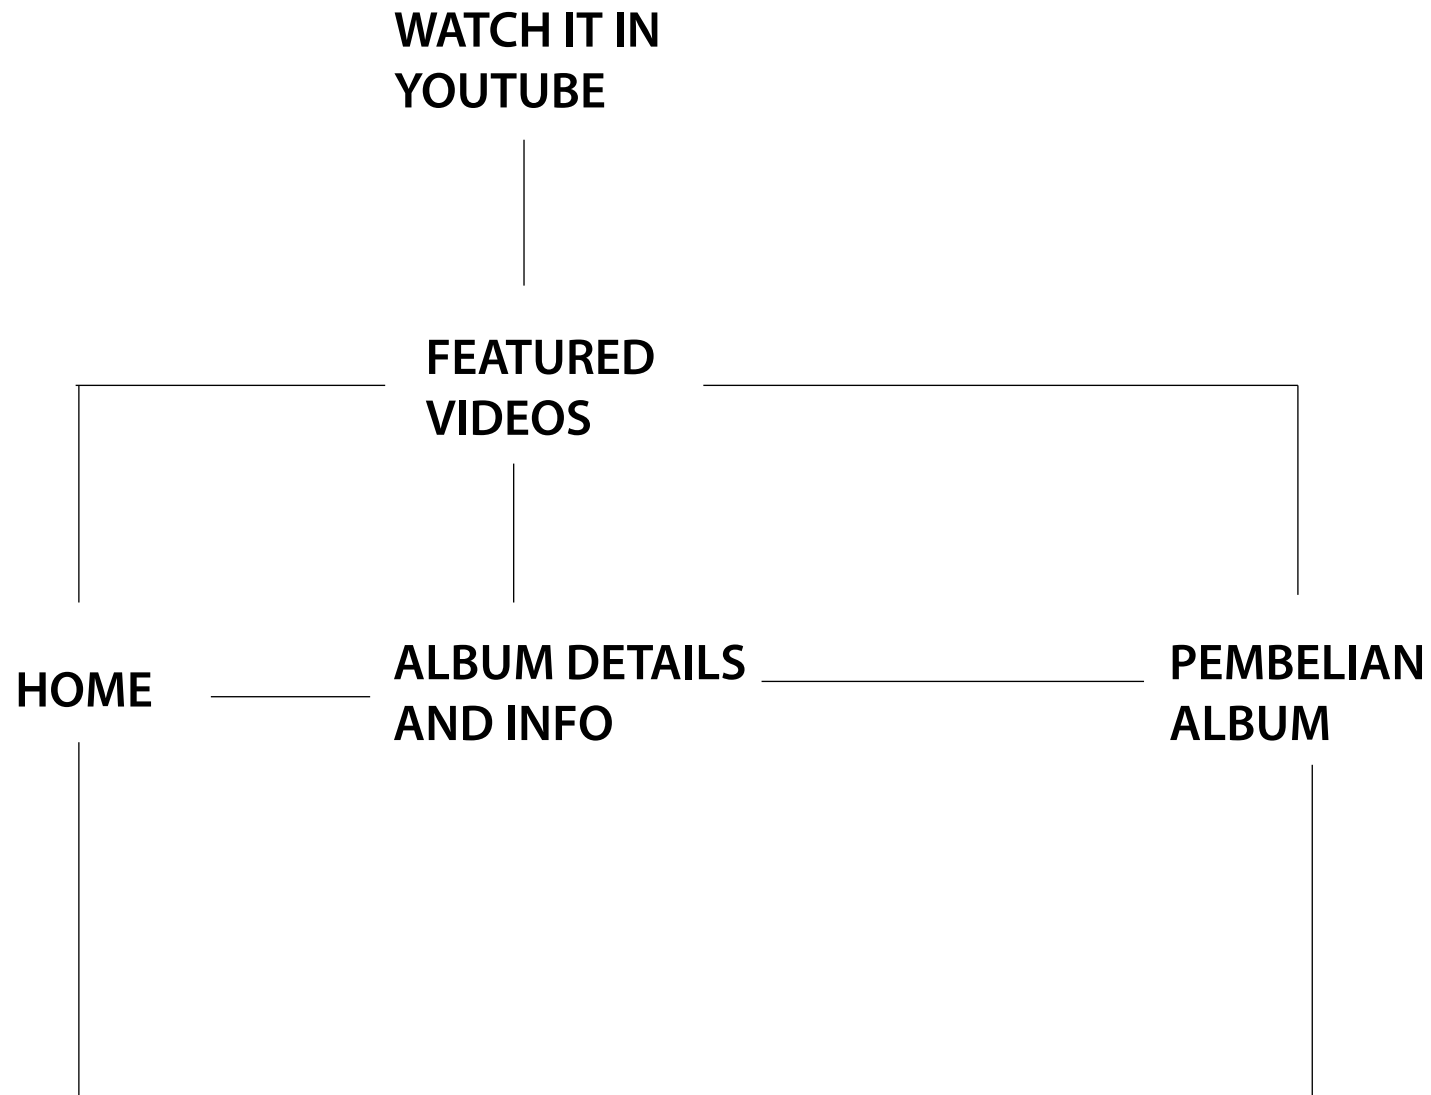 WATCH IT IN
YOUTUBE
FEATURED
VIDEOS
HOME
ALBUM DETAILS
AND INFO
PEMBELIAN
ALBUM